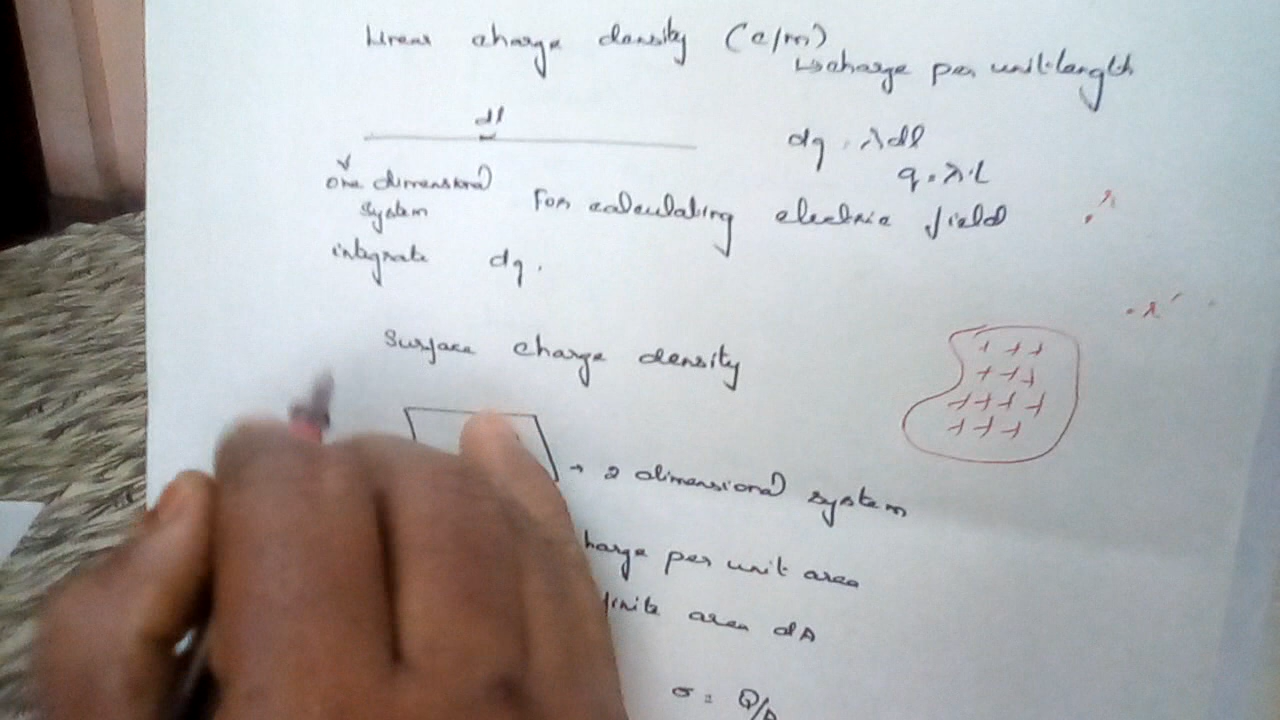 Linear charge density (c/m)
↳ charge per unit length
dl
dq = λdl
q = λ·L
one dimensional
system
For calculating electric field
integrate dq.
Surface charge density
→ 2 dimensional system
harge per unit area
finite area dA
σ = Q/A
+ + +
+ + +
+ + + +
+ + +